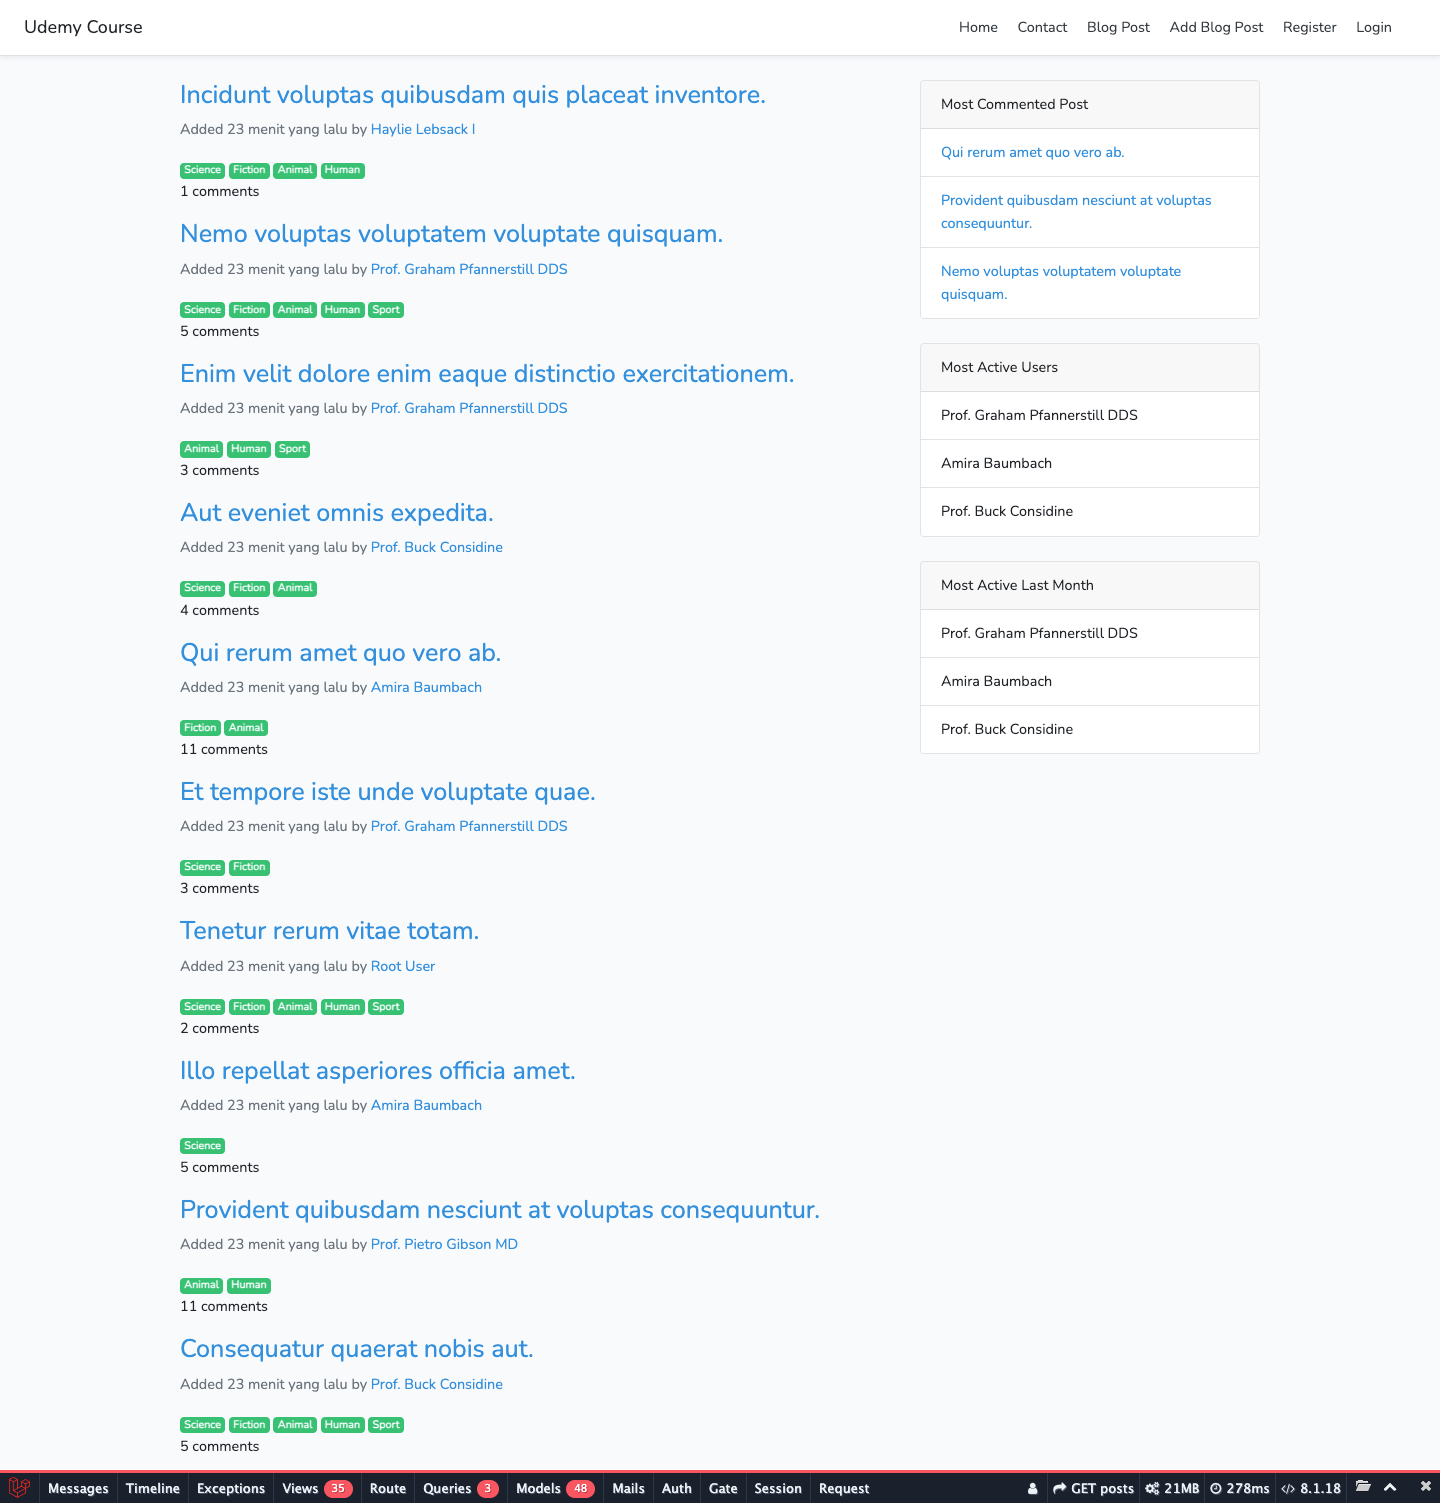 Udemy Course
Home Contact Blog Post Add Blog Post Register Login
Incidunt voluptas quibusdam quis placeat inventore.
Added 23 menit yang lalu by Haylie Lebsack I
Science Fiction Animal Human
1 comments
Nemo voluptas voluptatem voluptate quisquam.
Added 23 menit yang lalu by Prof. Graham Pfannerstill DDS
Science Fiction Animal Human Sport
5 comments
Enim velit dolore enim eaque distinctio exercitationem.
Added 23 menit yang lalu by Prof. Graham Pfannerstill DDS
Animal Human Sport
3 comments
Aut eveniet omnis expedita.
Added 23 menit yang lalu by Prof. Buck Considine
Science Fiction Animal
4 comments
Qui rerum amet quo vero ab.
Added 23 menit yang lalu by Amira Baumbach
Fiction Animal
11 comments
Et tempore iste unde voluptate quae.
Added 23 menit yang lalu by Prof. Graham Pfannerstill DDS
Science Fiction
3 comments
Tenetur rerum vitae totam.
Added 23 menit yang lalu by Root User
Science Fiction Animal Human Sport
2 comments
Illo repellat asperiores officia amet.
Added 23 menit yang lalu by Amira Baumbach
Science
5 comments
Provident quibusdam nesciunt at voluptas consequuntur.
Added 23 menit yang lalu by Prof. Pietro Gibson MD
Animal Human
11 comments
Consequatur quaerat nobis aut.
Added 23 menit yang lalu by Prof. Buck Considine
Science Fiction Animal Human Sport
5 comments
Most Commented Post
Qui rerum amet quo vero ab.
Provident quibusdam nesciunt at voluptas
consequuntur.
Nemo voluptas voluptatem voluptate
quisquam.
Most Active Users
Prof. Graham Pfannerstill DDS
Amira Baumbach
Prof. Buck Considine
Most Active Last Month
Prof. Graham Pfannerstill DDS
Amira Baumbach
Prof. Buck Considine
Messages Timeline Exceptions Views 35 Route Queries 3 Models 48 Mails Auth Gate Session Request GET posts 21MB 278ms 8.1.18